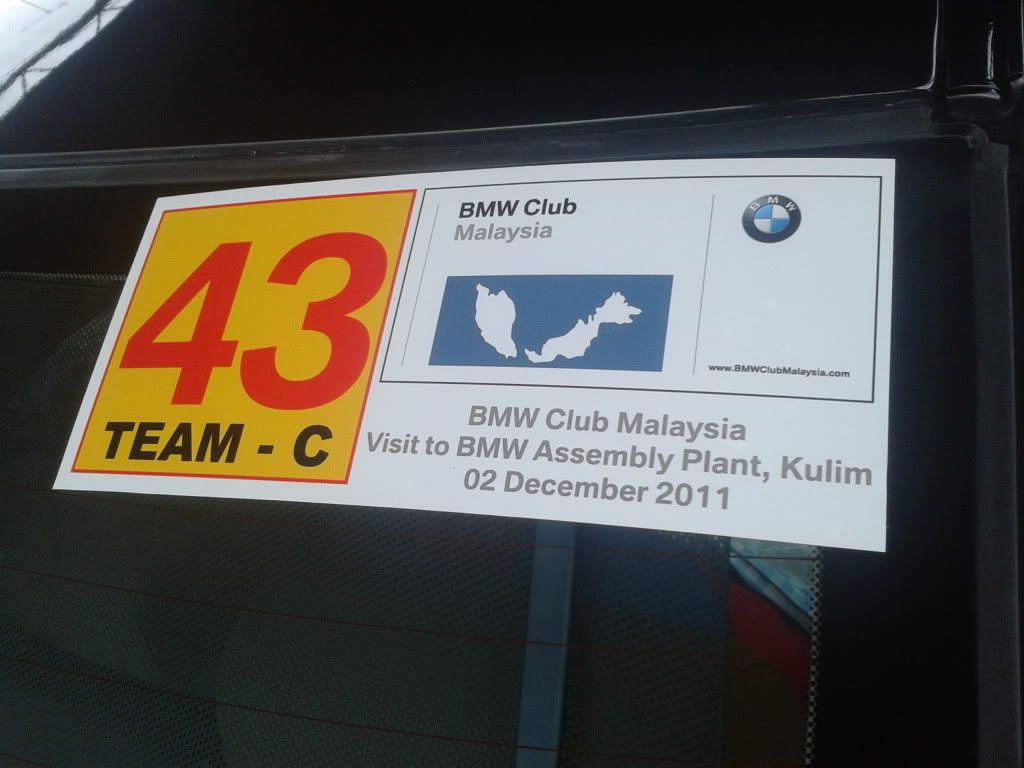 43
TEAM - C
BMW Club
Malaysia
BMW
www.BMWClubMalaysia.com
BMW Club Malaysia
Visit to BMW Assembly Plant, Kulim
02 December 2011